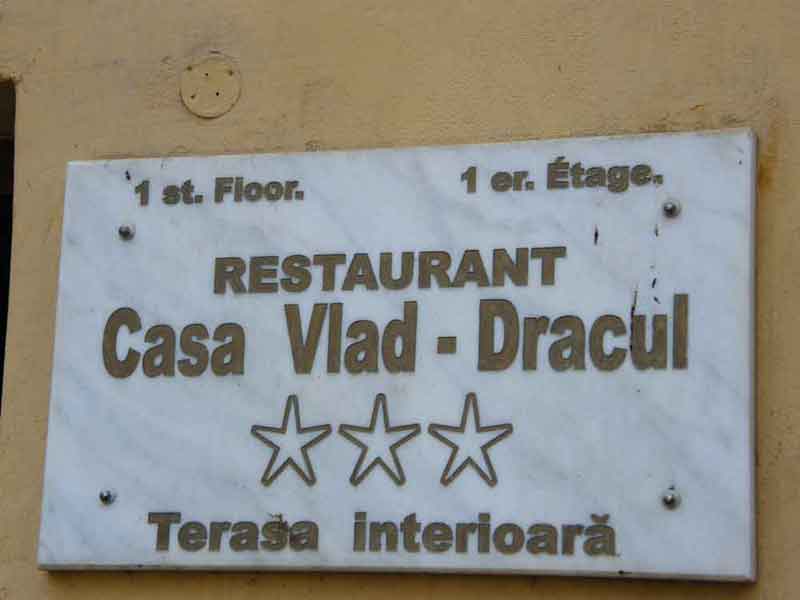 1 st. Floor. 1 er. Étage.
RESTAURANT
Casa Vlad - Dracul
Terasa interioară